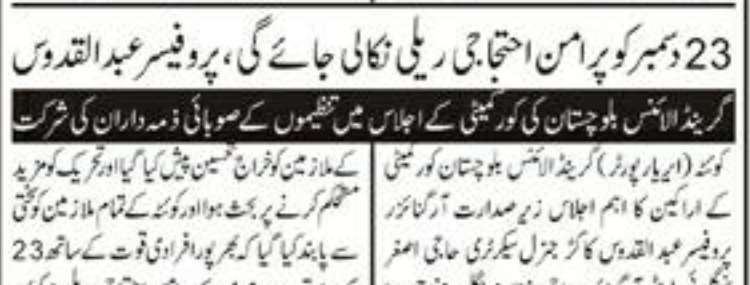 23 دسمبر کو پرامن احتجاجی ریلی نکالی جائے گی، پروفیسر عبدالقدوس
گرینڈ الائنس بلوچستان کی کور کمیٹی کے اجلاس میں تنظیموں کے صوبائی ذمہ داران کی شرکت
کوئٹہ (ایریا رپورٹر) گرینڈ الائنس بلوچستان کور کمیٹی
کے اراکین کا اہم اجلاس زیر صدارت آرگنائزر
پروفیسر عبدالقدوس کاکڑ جنرل سیکرٹری حاجی اصغر
کے ملازمین کو خراج تحسین پیش کیا گیا اور تحریک کو مزید
مستحکم کرنے پر بحث ہوا اور کوئٹہ کے تمام ملازمین کو سختی
سے پابند کیا گیا کہ بھرپور افرادی قوت کے ساتھ 23